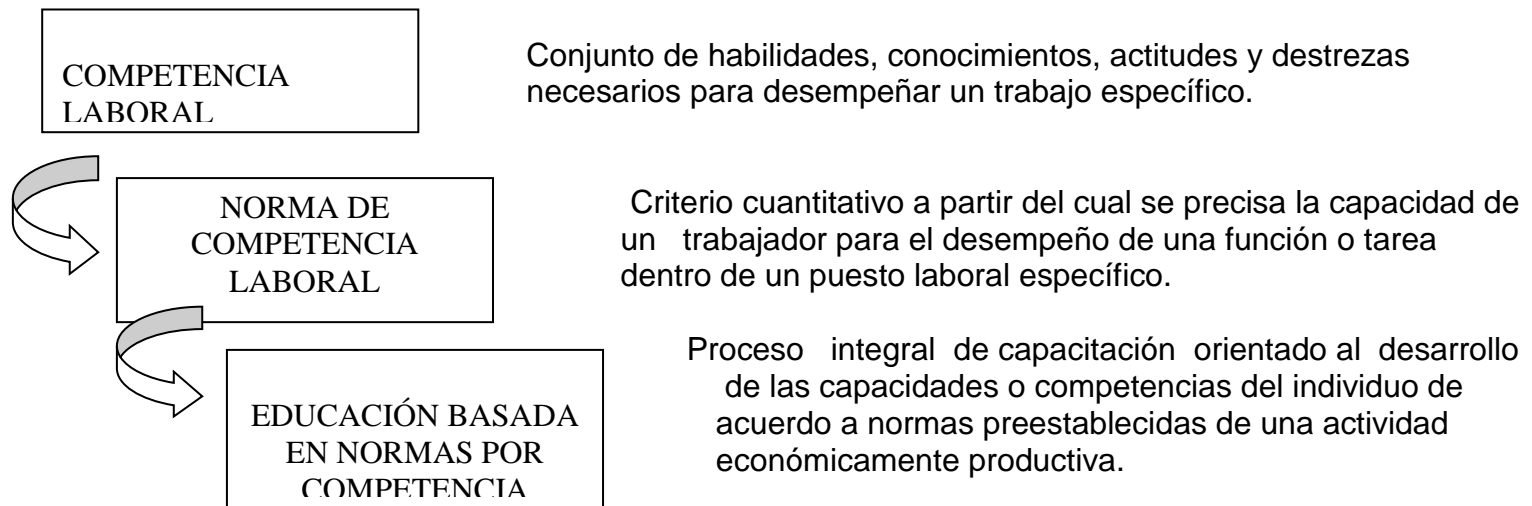 COMPETENCIA
LABORAL
Conjunto de habilidades, conocimientos, actitudes y destrezas
necesarios para desempeñar un trabajo específico.
NORMA DE
COMPETENCIA
LABORAL
Criterio cuantitativo a partir del cual se precisa la capacidad de
un trabajador para el desempeño de una función o tarea
dentro de un puesto laboral específico.
EDUCACIÓN BASADA
EN NORMAS POR
COMPETENCIA
Proceso integral de capacitación orientado al desarrollo
de las capacidades o competencias del individuo de
acuerdo a normas preestablecidas de una actividad
económicamente productiva.